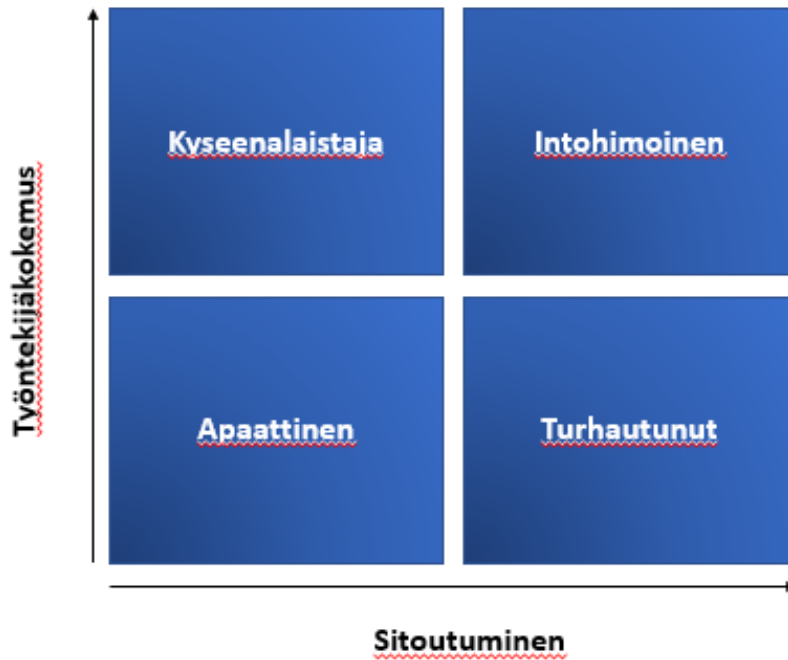 Työntekijäkokemus
Kyseenalaistaja
Intohimoinen
Apaattinen
Turhautunut
Sitoutuminen